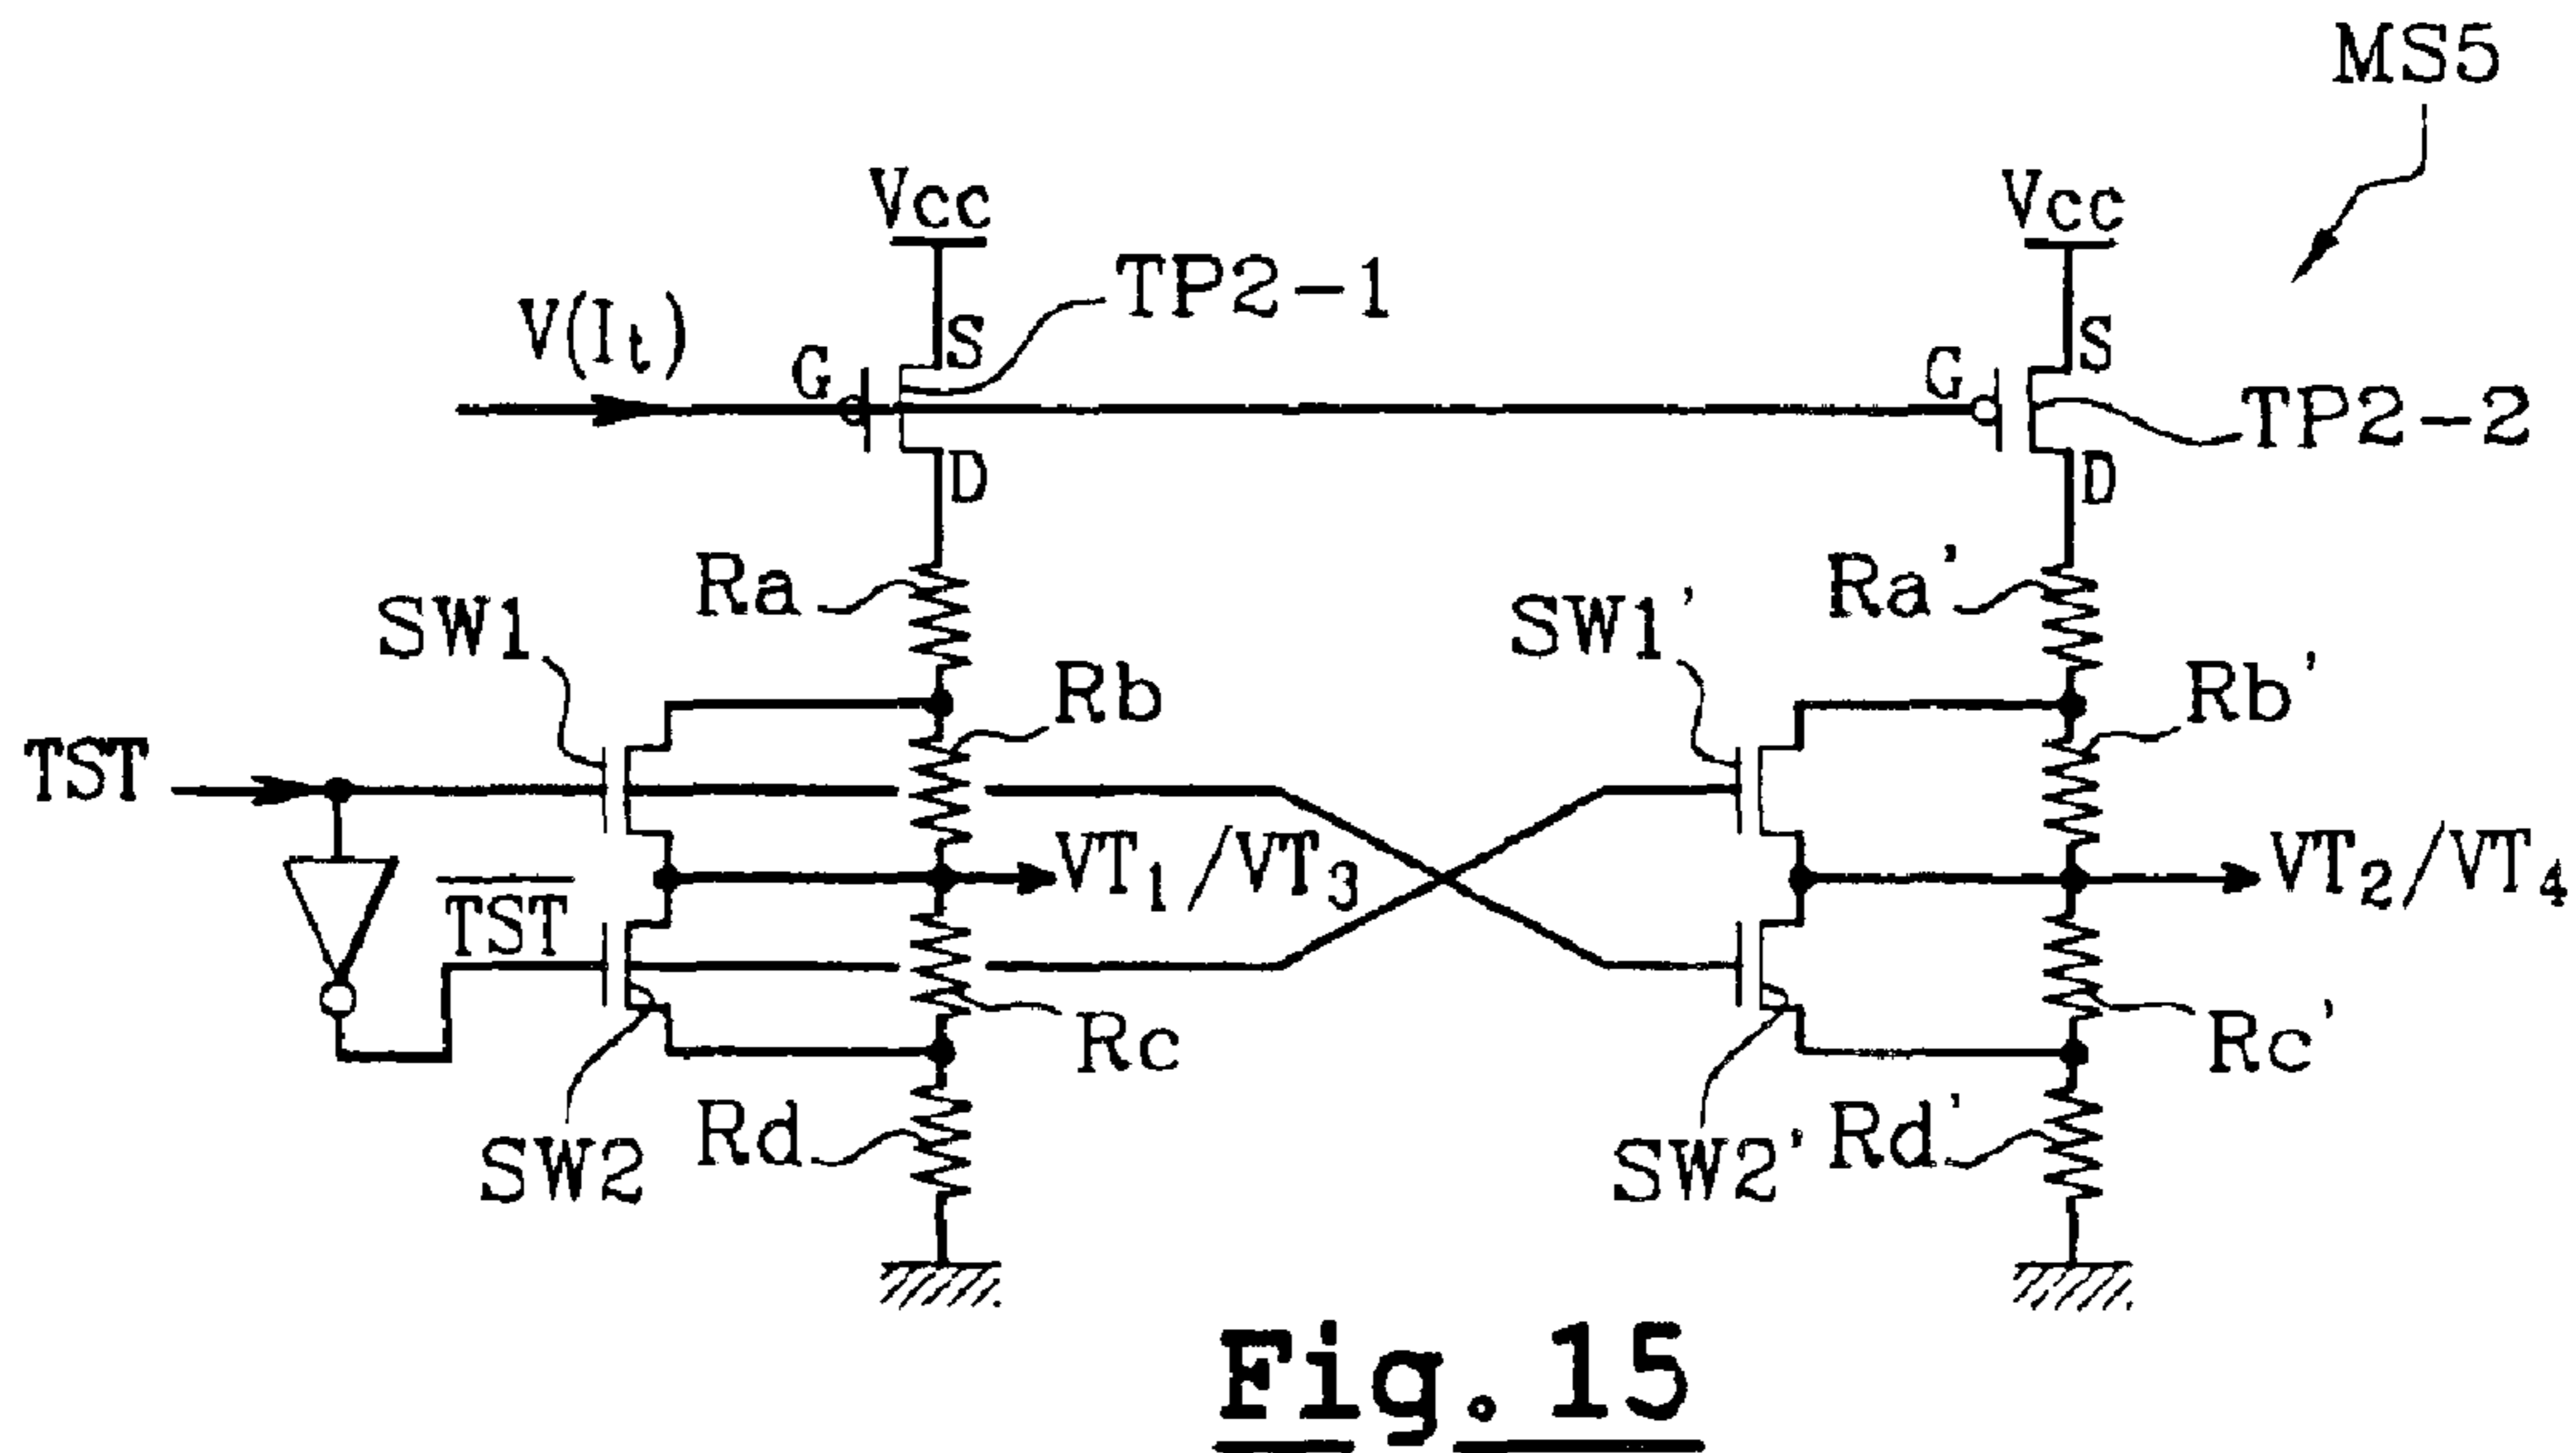 MS5
Vcc
Vcc
TP2-1
V(It)
G
S
D
G
S
D
TP2-2
Ra
Ra'
SW1
SW1'
Rb
Rb'
TST
VT1/VT3
VT2/VT4
TST
Rc
Rc'
SW2
Rd
SW2'
Rd'
Fig. 15